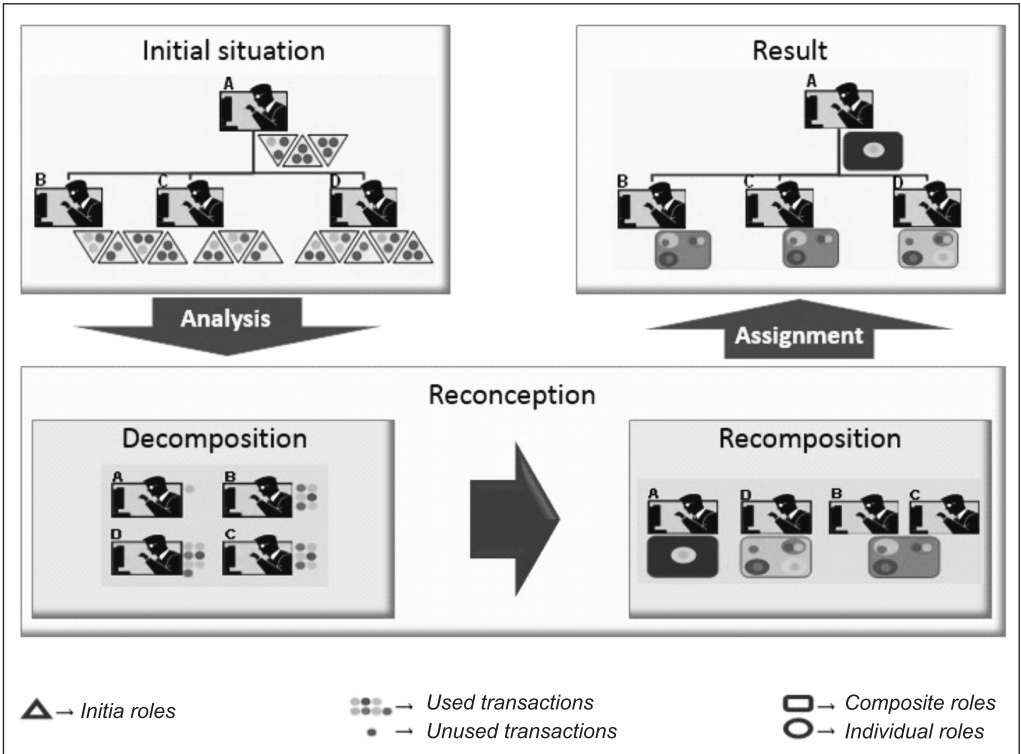 Initial situation
A
B
C
D
Result
A
B
C
D
Analysis
Assignment
Reconception
Decomposition
A
B
D
C
Recomposition
A
D
B
C
→ Initia roles
→ Used transactions
→ Unused transactions
→ Composite roles
→ Individual roles